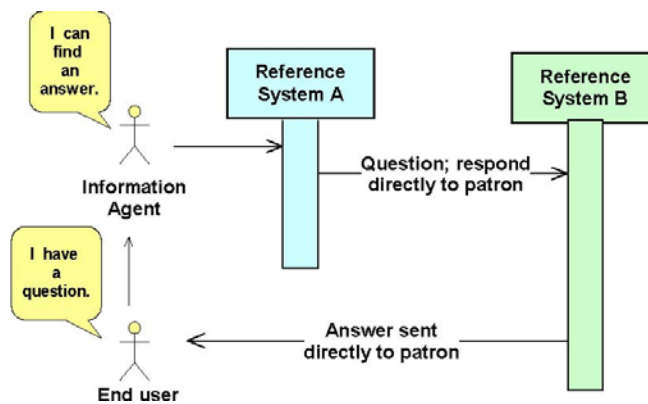 I can
find
an
answer.
Reference
System A
Reference
System B
Information
Agent
Question; respond
directly to patron
I have
a
question.
Answer sent
directly to patron
End user